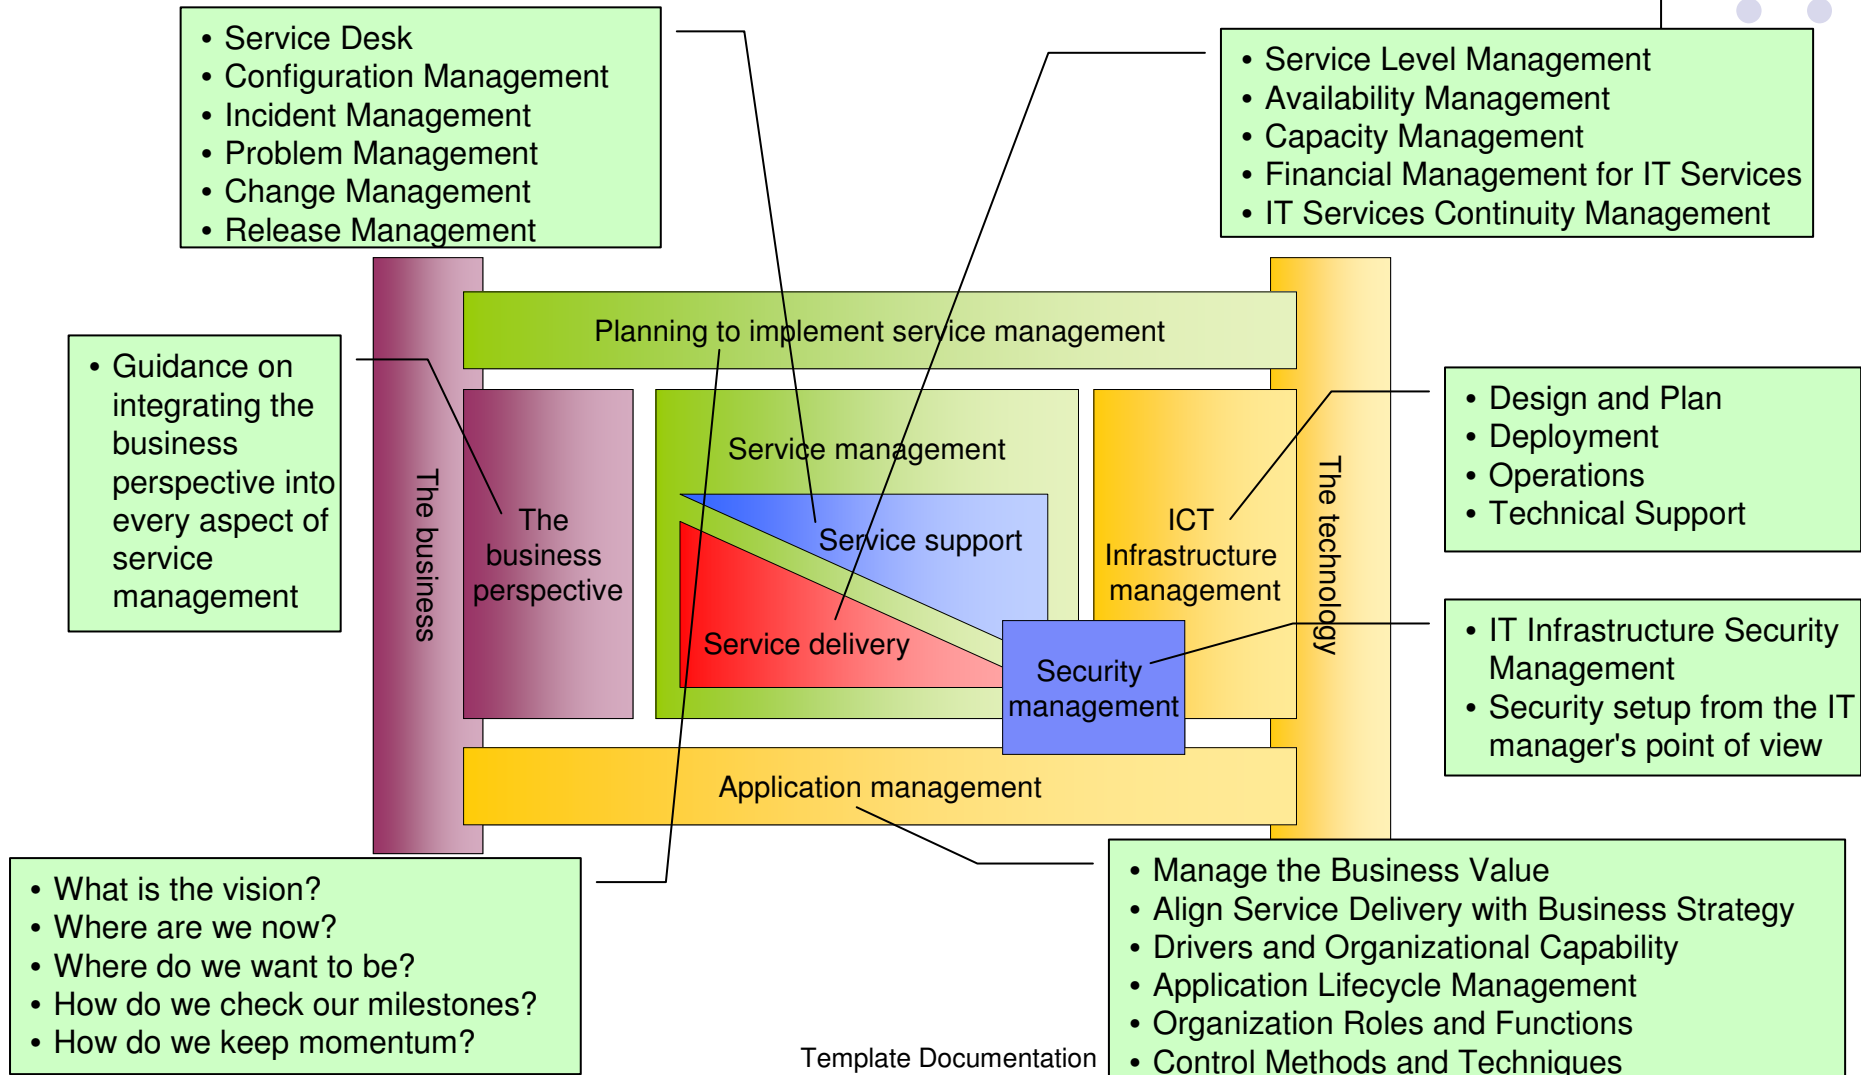 • Service Desk
• Configuration Management
• Incident Management
• Problem Management
• Change Management
• Release Management
• Service Level Management
• Availability Management
• Capacity Management
• Financial Management for IT Services
• IT Services Continuity Management
Planning to implement service management
• Guidance on
integrating the
business
perspective into
every aspect of
service
management
The business
The
business
perspective
Service management
Service support
Service delivery
ICT
Infrastructure
management
Security
management
The technology
• Design and Plan
• Deployment
• Operations
• Technical Support
• IT Infrastructure Security
Management
• Security setup from the IT
manager's point of view
Application management
• What is the vision?
• Where are we now?
• Where do we want to be?
• How do we check our milestones?
• How do we keep momentum?
Template Documentation
• Manage the Business Value
• Align Service Delivery with Business Strategy
• Drivers and Organizational Capability
• Application Lifecycle Management
• Organization Roles and Functions
• Control Methods and Techniques